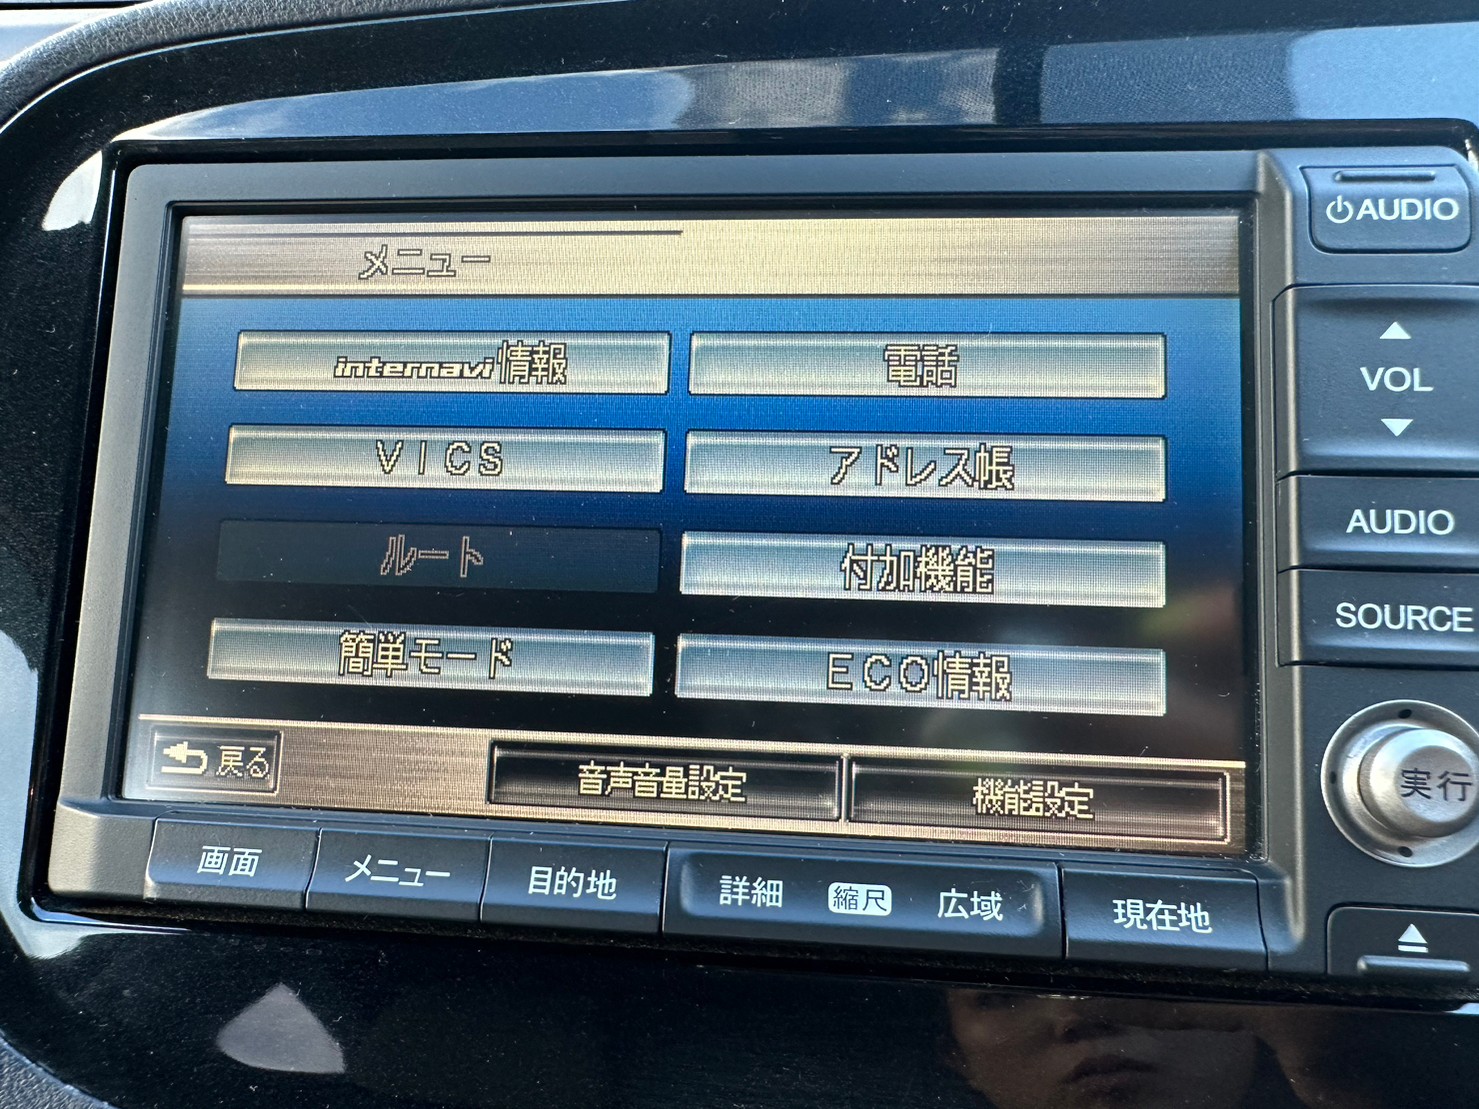 メニュー
internavi情報
電話
VICS
アドレス帳
ルート
付加機能
簡単モード
ECO情報
戻る
音声音量設定
機能設定
画面
メニュー
目的地
詳細 縮尺 広域
現在地
AUDIO
VOL
AUDIO
SOURCE
実行